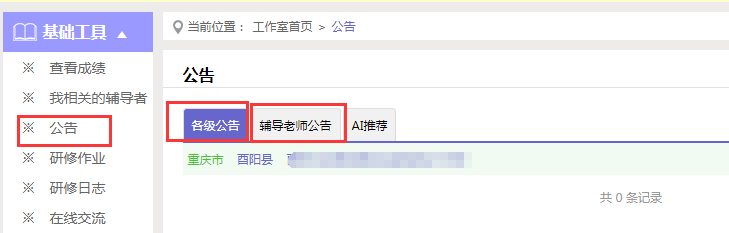 基础工具
※ 查看成绩
※ 我相关的辅导者
※ 公告
※ 研修作业
※ 研修日志
※ 在线交流
当前位置： 工作室首页 > 公告
公告
各级公告 辅导老师公告 AI推荐
重庆市 酉阳县
共 0 条记录